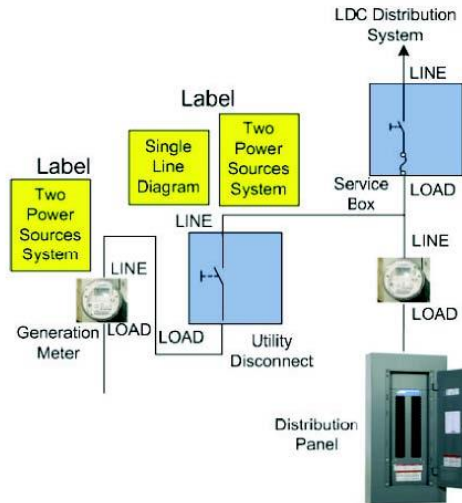 LDC Distribution
System
LINE
Label
Single
Line
Diagram
Two
Power
Sources
System
Label
Two
Power
Sources
System
Service
Box
LOAD
LINE
LINE
LINE
Generation
Meter
LOAD
LOAD
Utility
Disconnect
LOAD
Distribution
Panel